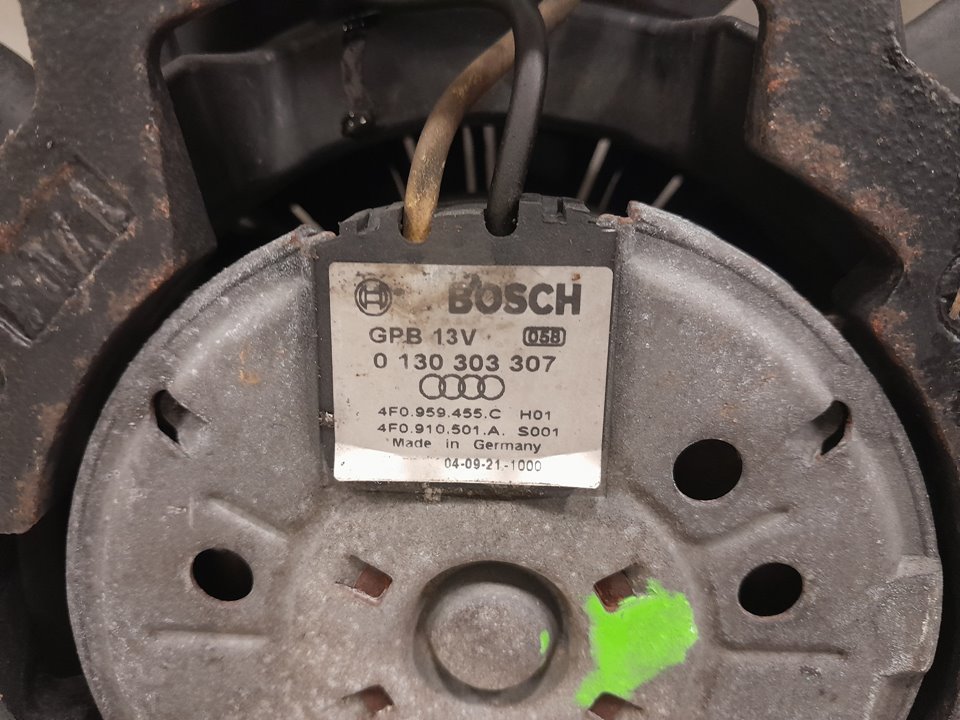 BOSCH
GPB 13V 058
0 130 303 307
4F0.959.455.C H01
4F0.910.501.A. S001
Made in Germany
04-09-21-1000